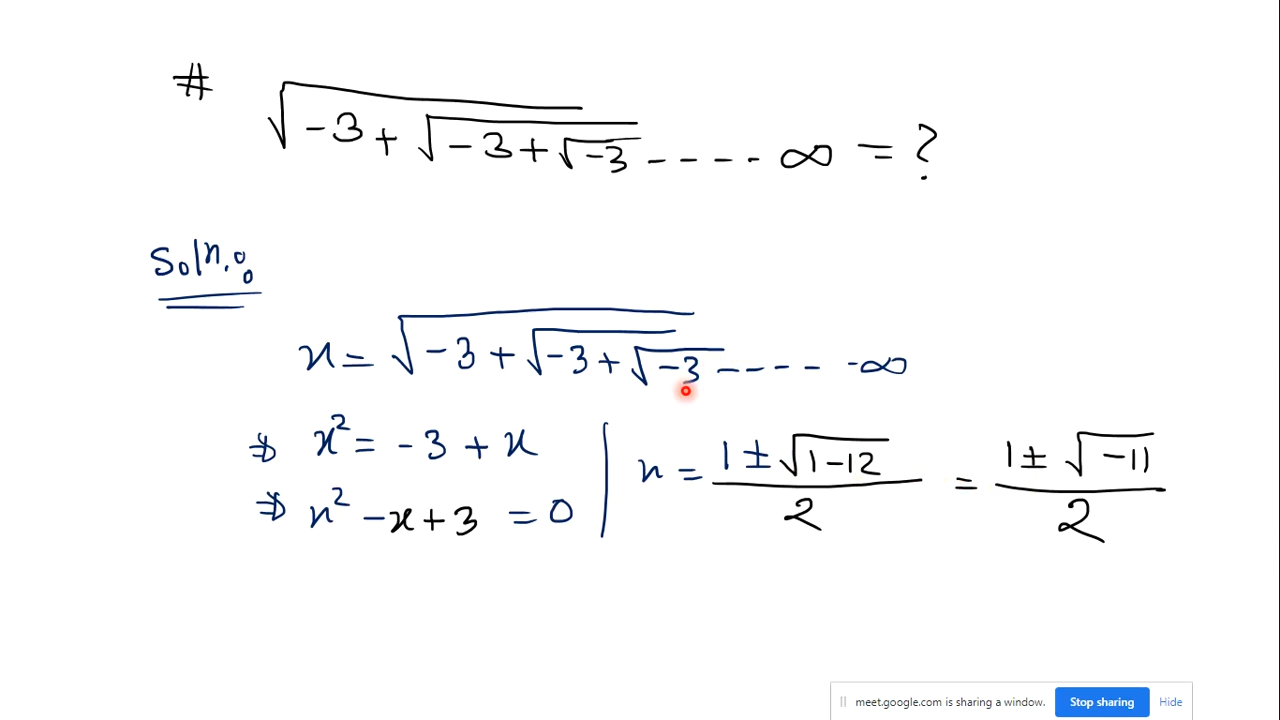 # √(-3 + √(-3 + √-3 ---- ∞ = ?
Soln.:
x = √(-3 + √(-3 + √-3 ---- -∞
⇒ x² = -3 + x
⇒ x² - x + 3 = 0
x = (1 ± √(1-12))/2 = (1 ± √(-11))/2
meet.google.com is sharing a window. Stop sharing Hide